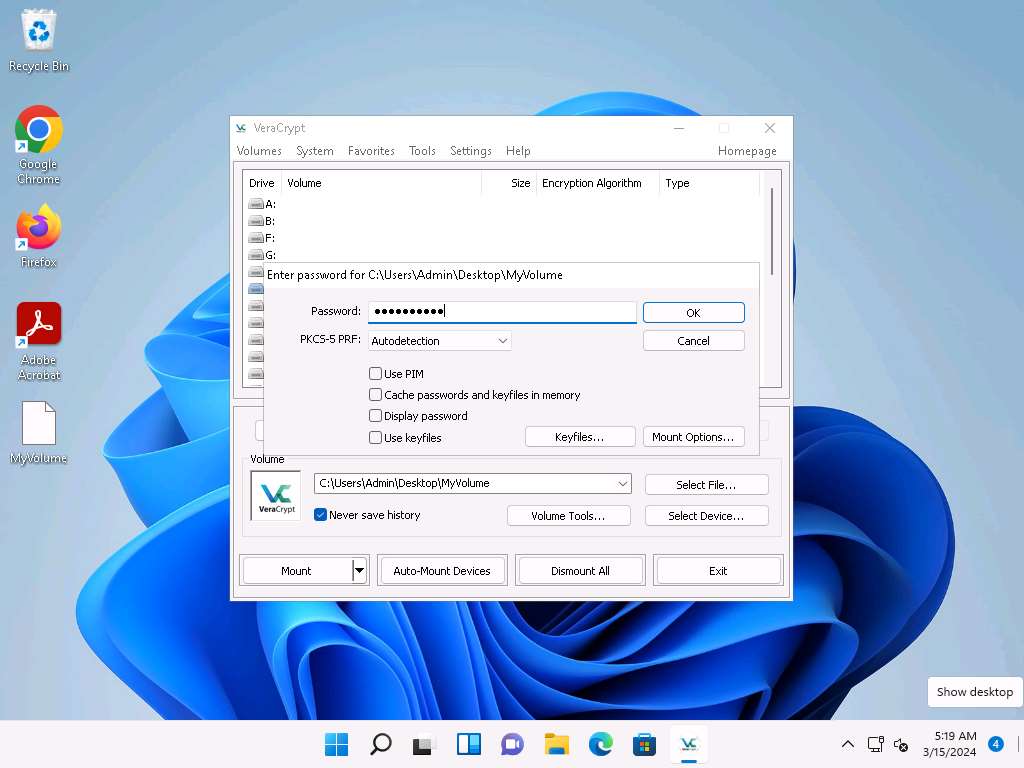 Recycle Bin
Google Chrome
Firefox
Adobe Acrobat
MyVolume
VeraCrypt
Volumes System Favorites Tools Settings Help Homepage
Drive Volume Size Encryption Algorithm Type
A:
B:
F:
G:
Enter password for C:\Users\Admin\Desktop\MyVolume
Password: ●●●●●●●●●● OK
PKCS-5 PRF: Autodetection Cancel
Use PIM
Cache passwords and keyfiles in memory
Display password
Use keyfiles Keyfiles... Mount Options...
Volume
VeraCrypt
C:\Users\Admin\Desktop\MyVolume Select File...
Never save history Volume Tools... Select Device...
Mount Auto-Mount Devices Dismount All Exit
Show desktop
5:19 AM
3/15/2024
4